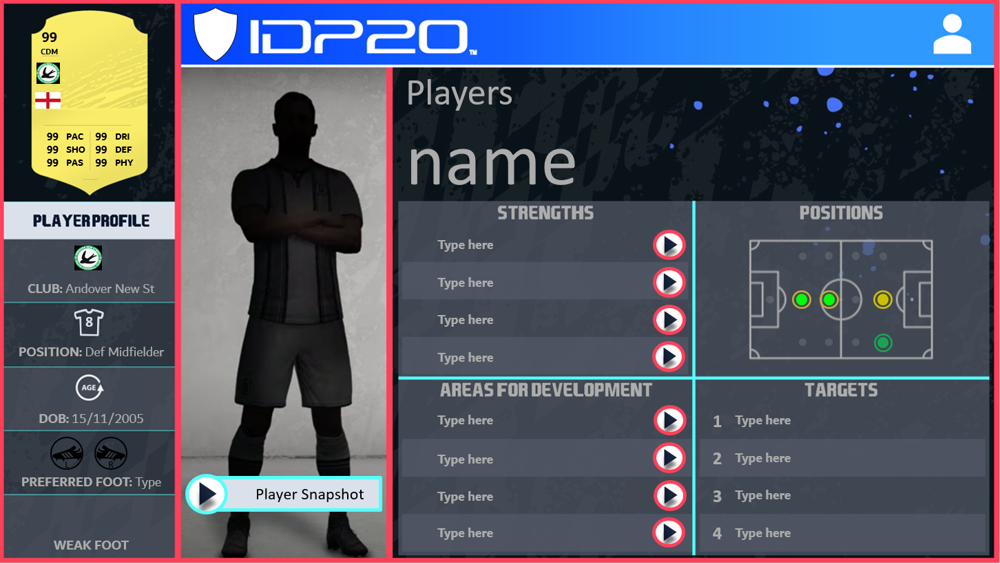 99
CDM
99 PAC 99 DRI
99 SHO 99 DEF
99 PAS 99 PHY
PLAYER PROFILE
CLUB: Andover New St
8
POSITION: Def Midfielder
AGE
DOB: 15/11/2005
L R
PREFERRED FOOT: Type
WEAK FOOT
IDP20™
Player Snapshot
Players
name
STRENGTHS
Type here
Type here
Type here
Type here
POSITIONS
AREAS FOR DEVELOPMENT
Type here
Type here
Type here
Type here
TARGETS
1 Type here
2 Type here
3 Type here
4 Type here